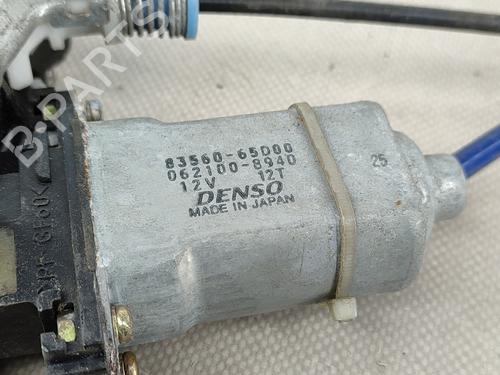 B-PARTS
83560-65D00
062100-8940
12V 12T
DENSO
MADE IN JAPAN
25